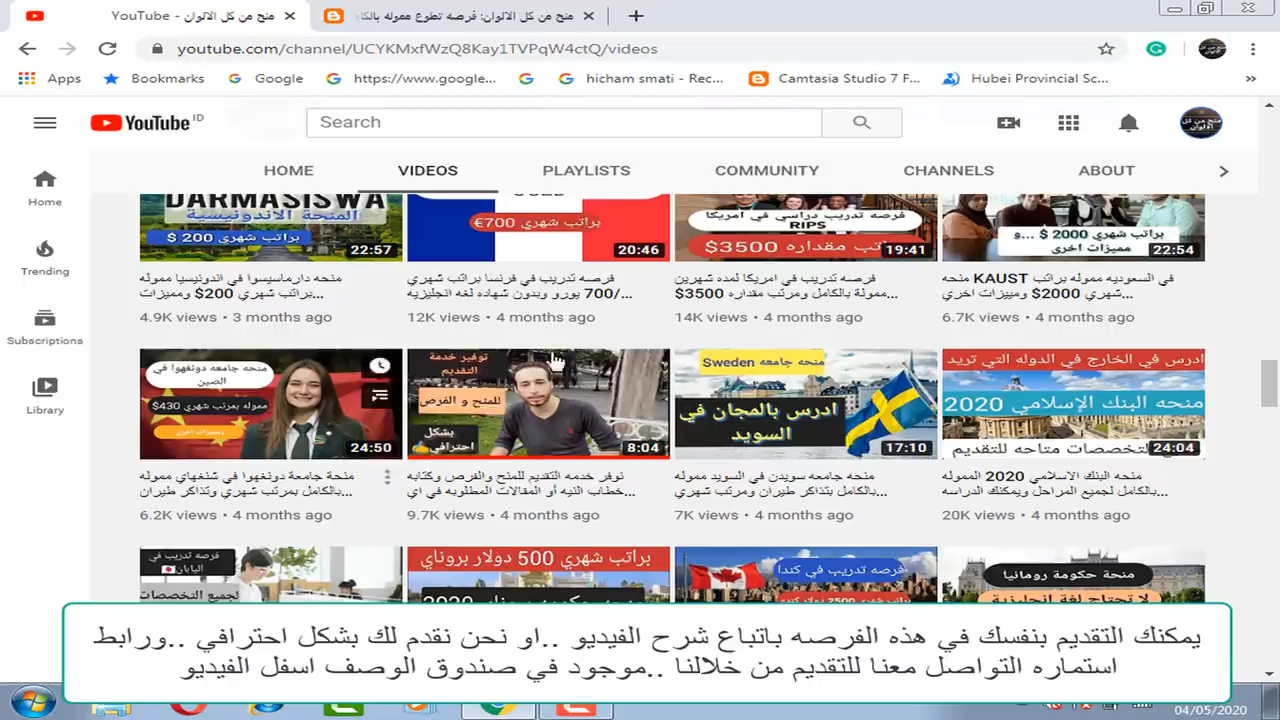 منح من كل الالوان - YouTube
منح من كل الالوان: فرصه تطوع مموله بالكا
youtube.com/channel/UCYKMxfWzQ8Kay1TVPqW4ctQ/videos
Apps Bookmarks Google https://www.google... hicham smati - Rec... Camtasia Studio 7 F... Hubei Provincial Sc... »
YouTube ID
Search
منح من كل الالوان
HOME VIDEOS PLAYLISTS COMMUNITY CHANNELS ABOUT
Home
Trending
Subscriptions
Library
DARMASISWA
المنحة الاندونيسية
براتب شهري 200 $
22:57
منحه دارماسيسوا في اندونيسيا مموله
براتب شهري 200$ ومميزات...
4.9K views • 3 months ago
براتب شهري 700€
20:46
فرصه تدريب في فرنسا براتب شهري
700/ يورو وبدون شهاده لغه انجليزيه/...
12K views • 4 months ago
فرصه تدريب دراسي في امريكا
RIPS
راتب مقداره 3500$
19:41
فرصه تدريب في امريكا لمده شهرين
ممولة بالكامل ومرتب مقداره 3500$...
14K views • 4 months ago
براتب شهري 2000 $ ...و
مميزات اخرى
22:54
في السعوديه مموله براتب KAUST منحه
شهري 2000$ ومييزات اخري...
6.7K views • 4 months ago
منحه جامعه دونغهوا في
الصين
مموله بمرتب شهري 430$
ومميزات اخرى
24:50
منحة جامعة دونغهوا في شنغهاي مموله
بالكامل بمرتب شهري وتذاكر طيران...
6.2K views • 4 months ago
توفير خدمة
التقديم
للمنح و الفرص
بشكل
احترافي
8:04
نوفر خدمه التقديم للمنح والفرص وكتابه
خطاب النيه أو المقالات المطلوبه في اي...
9.7K views • 4 months ago
منحه جامعه Sweden
ادرس بالمجان في
السويد
17:10
منحه جامعه سويدن في السويد مموله
بالكامل بتذاكر طيران ومرتب شهري...
7K views • 4 months ago
ادرس في الخارج في الدوله التي تريد
منحه البنك الإسلامي 2020
التخصصات متاحه للتقديم
24:04
منحه البنك الاسلامي 2020 المموله
بالكامل لجميع المراحل ويمكنك الدراسه...
20K views • 4 months ago
فرصه تدريب في
اليابان
لجميع التخصصات
براتب شهري 500 دولار بروناي
فرصه تدريب في كندا
منحة حكومة رومانيا
لا تحتاج لغة انجليزية
يمكنك التقديم بنفسك في هذه الفرصه باتباع شرح الفيديو ..او نحن نقدم لك بشكل احترافي ..ورابط
استماره التواصل معنا للتقديم من خلالنا ..موجود في صندوق الوصف اسفل الفيديو
04/05/2020